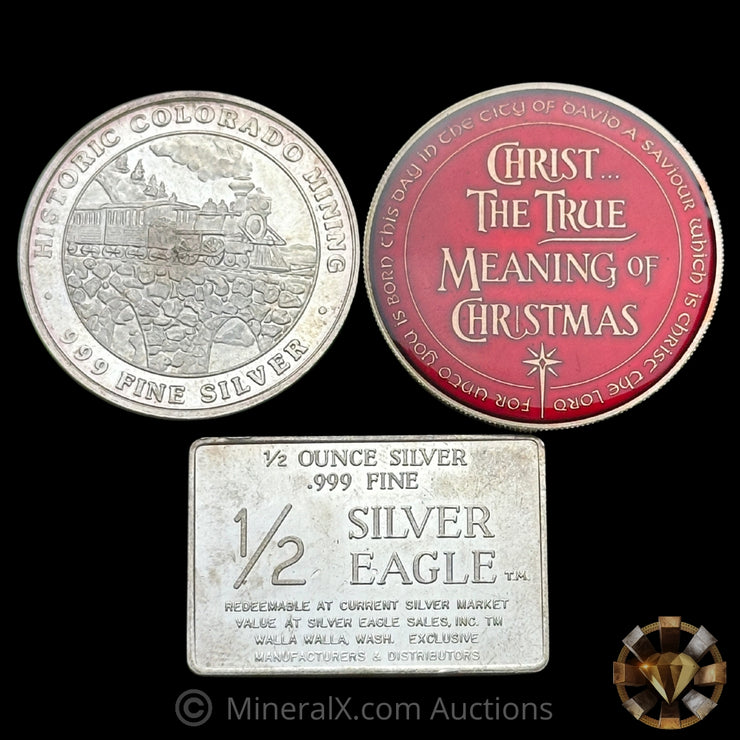 HISTORIC COLORADO MINING
· 999 FINE SILVER ·
FOR UNTO YOU IS BORN THIS DAY IN THE CITY OF DAVID A SAVIOUR WHICH IS CHRIST THE LORD
CHRIST...
THE TRUE
MEANING OF
CHRISTMAS
1/2 OUNCE SILVER
.999 FINE
1/2 SILVER
EAGLE T.M.
REDEEMABLE AT CURRENT SILVER MARKET
VALUE AT SILVER EAGLE SALES, INC. TM
WALLA WALLA, WASH. EXCLUSIVE
MANUFACTURERS & DISTRIBUTORS
© MineralX.com Auctions